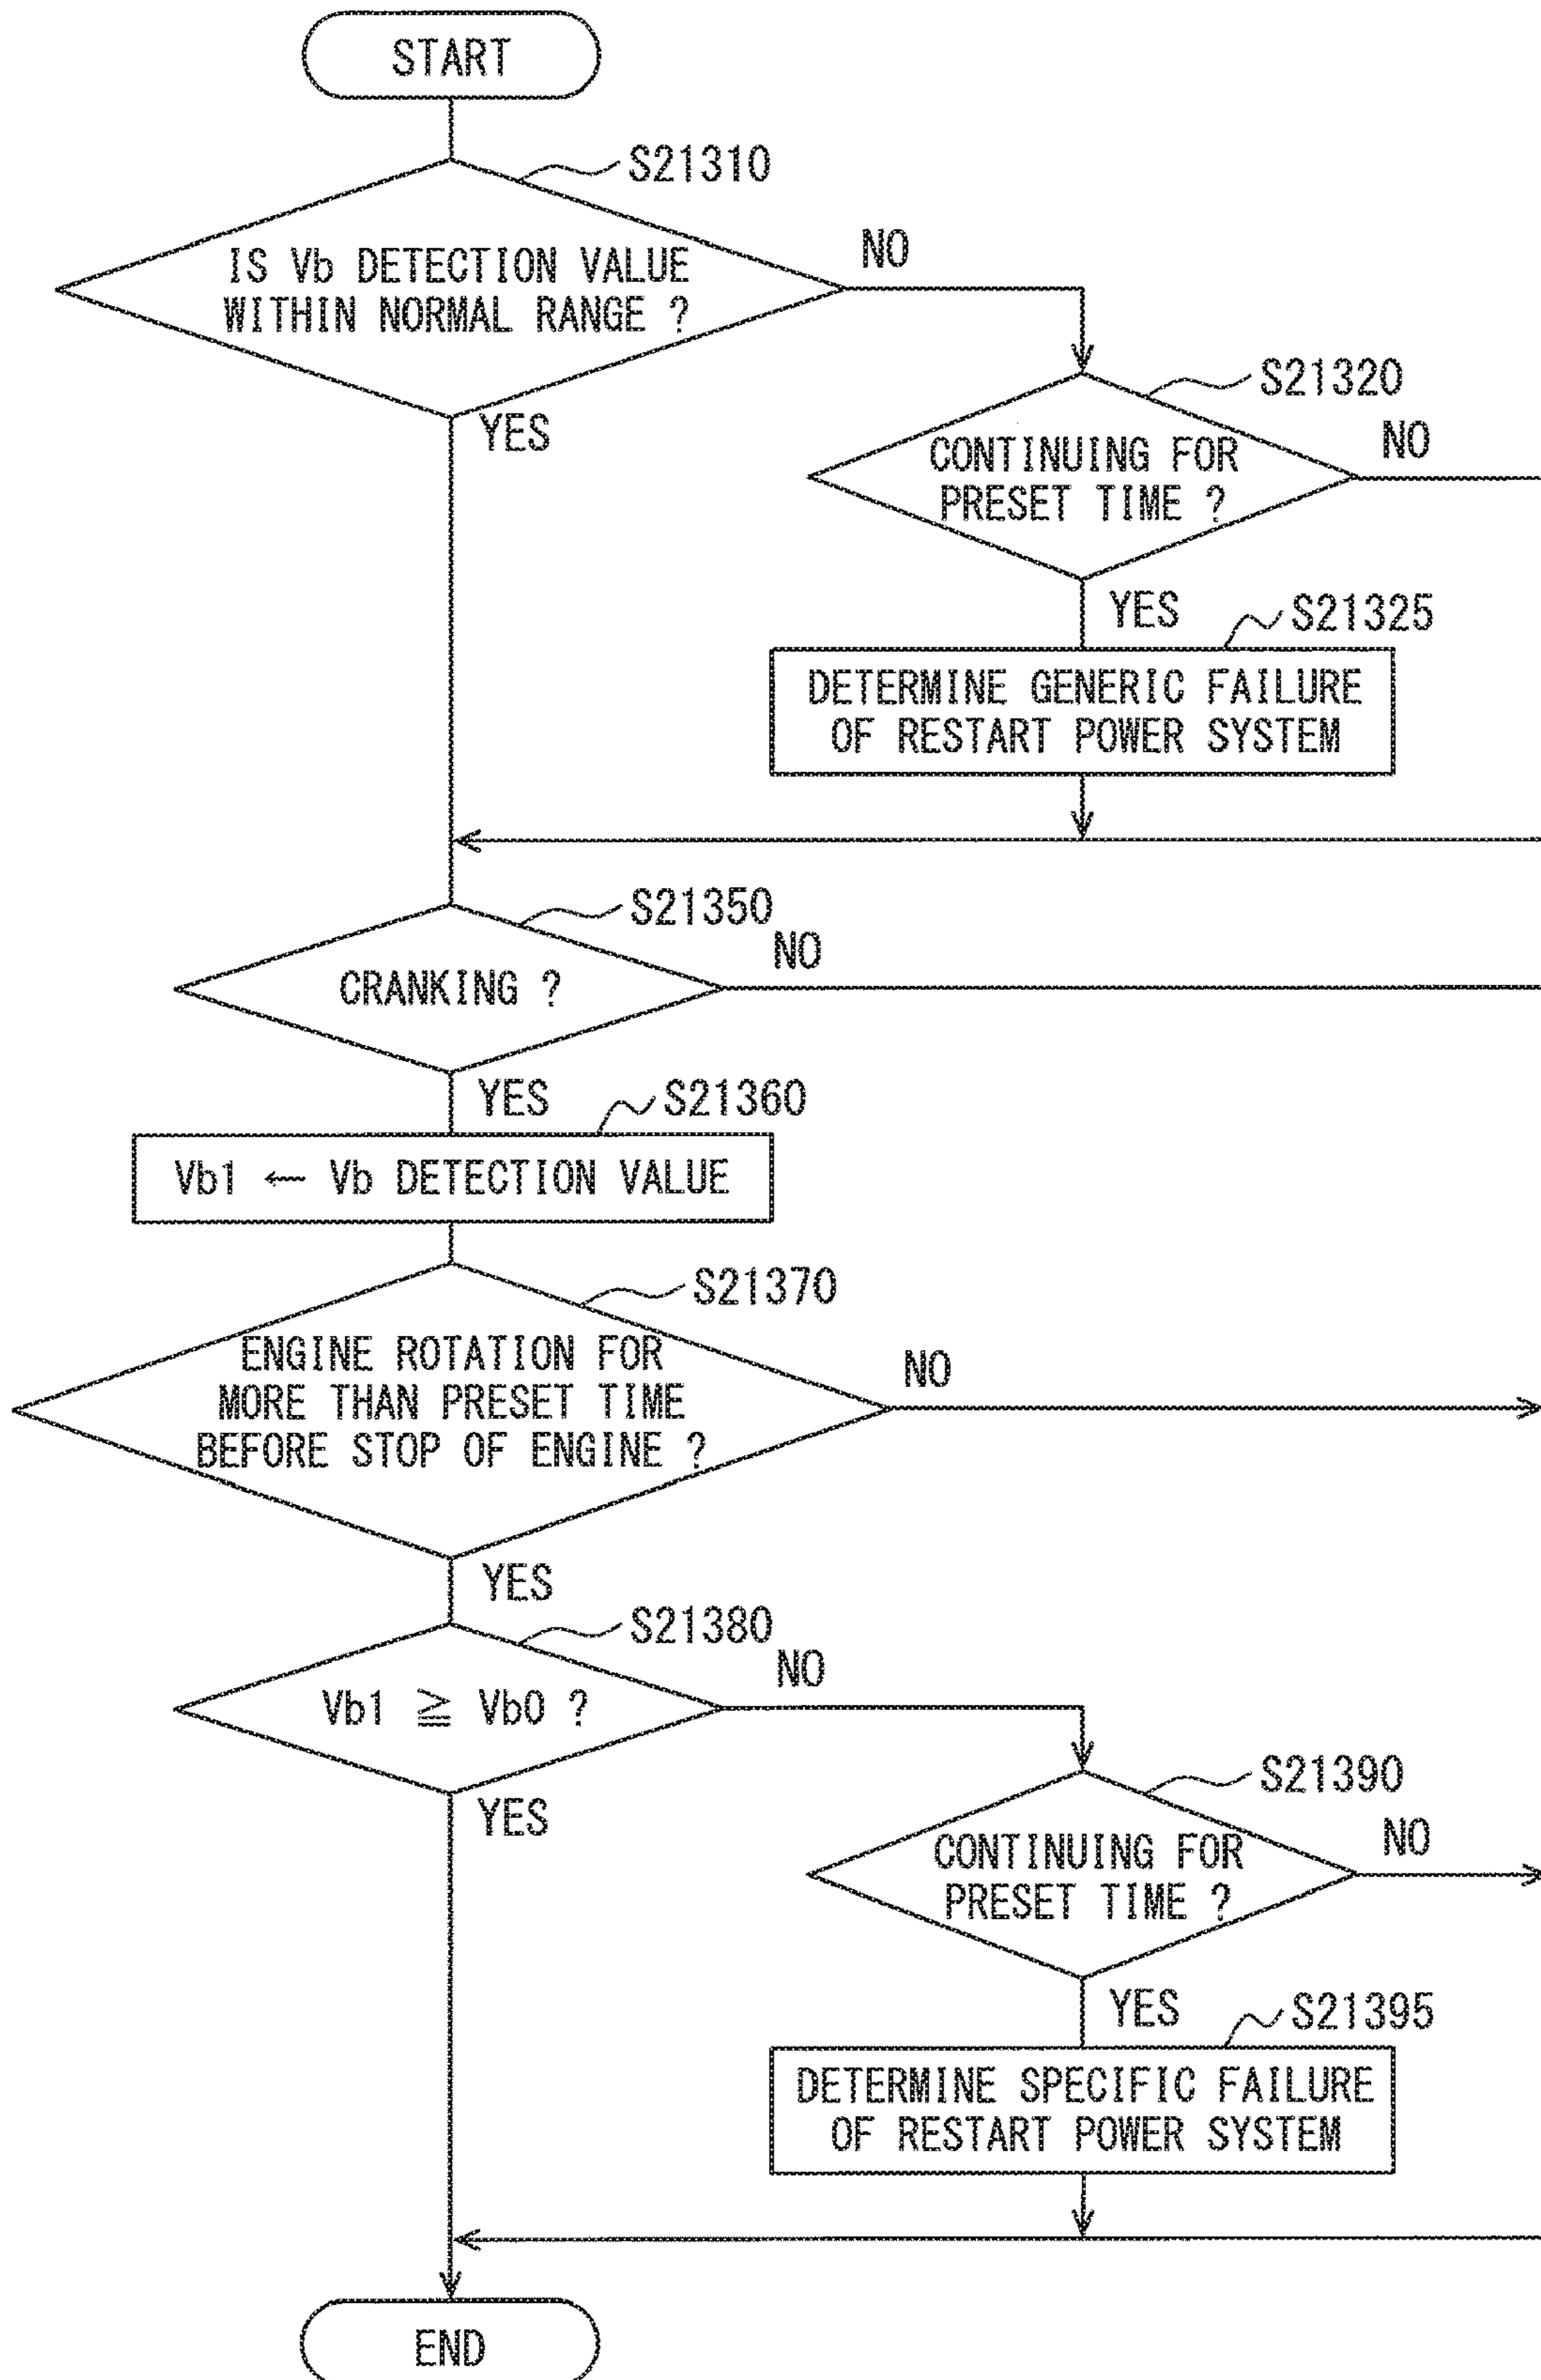 START
S21310
IS Vb DETECTION VALUE
WITHIN NORMAL RANGE ?
NO
YES
S21320
CONTINUING FOR
PRESET TIME ?
NO
YES
S21325
DETERMINE GENERIC FAILURE
OF RESTART POWER SYSTEM
S21350
CRANKING ?
NO
YES
S21360
Vb1 ← Vb DETECTION VALUE
S21370
ENGINE ROTATION FOR
MORE THAN PRESET TIME
BEFORE STOP OF ENGINE ?
NO
YES
S21380
Vb1 ≧ Vb0 ?
NO
YES
S21390
CONTINUING FOR
PRESET TIME ?
NO
YES
S21395
DETERMINE SPECIFIC FAILURE
OF RESTART POWER SYSTEM
END